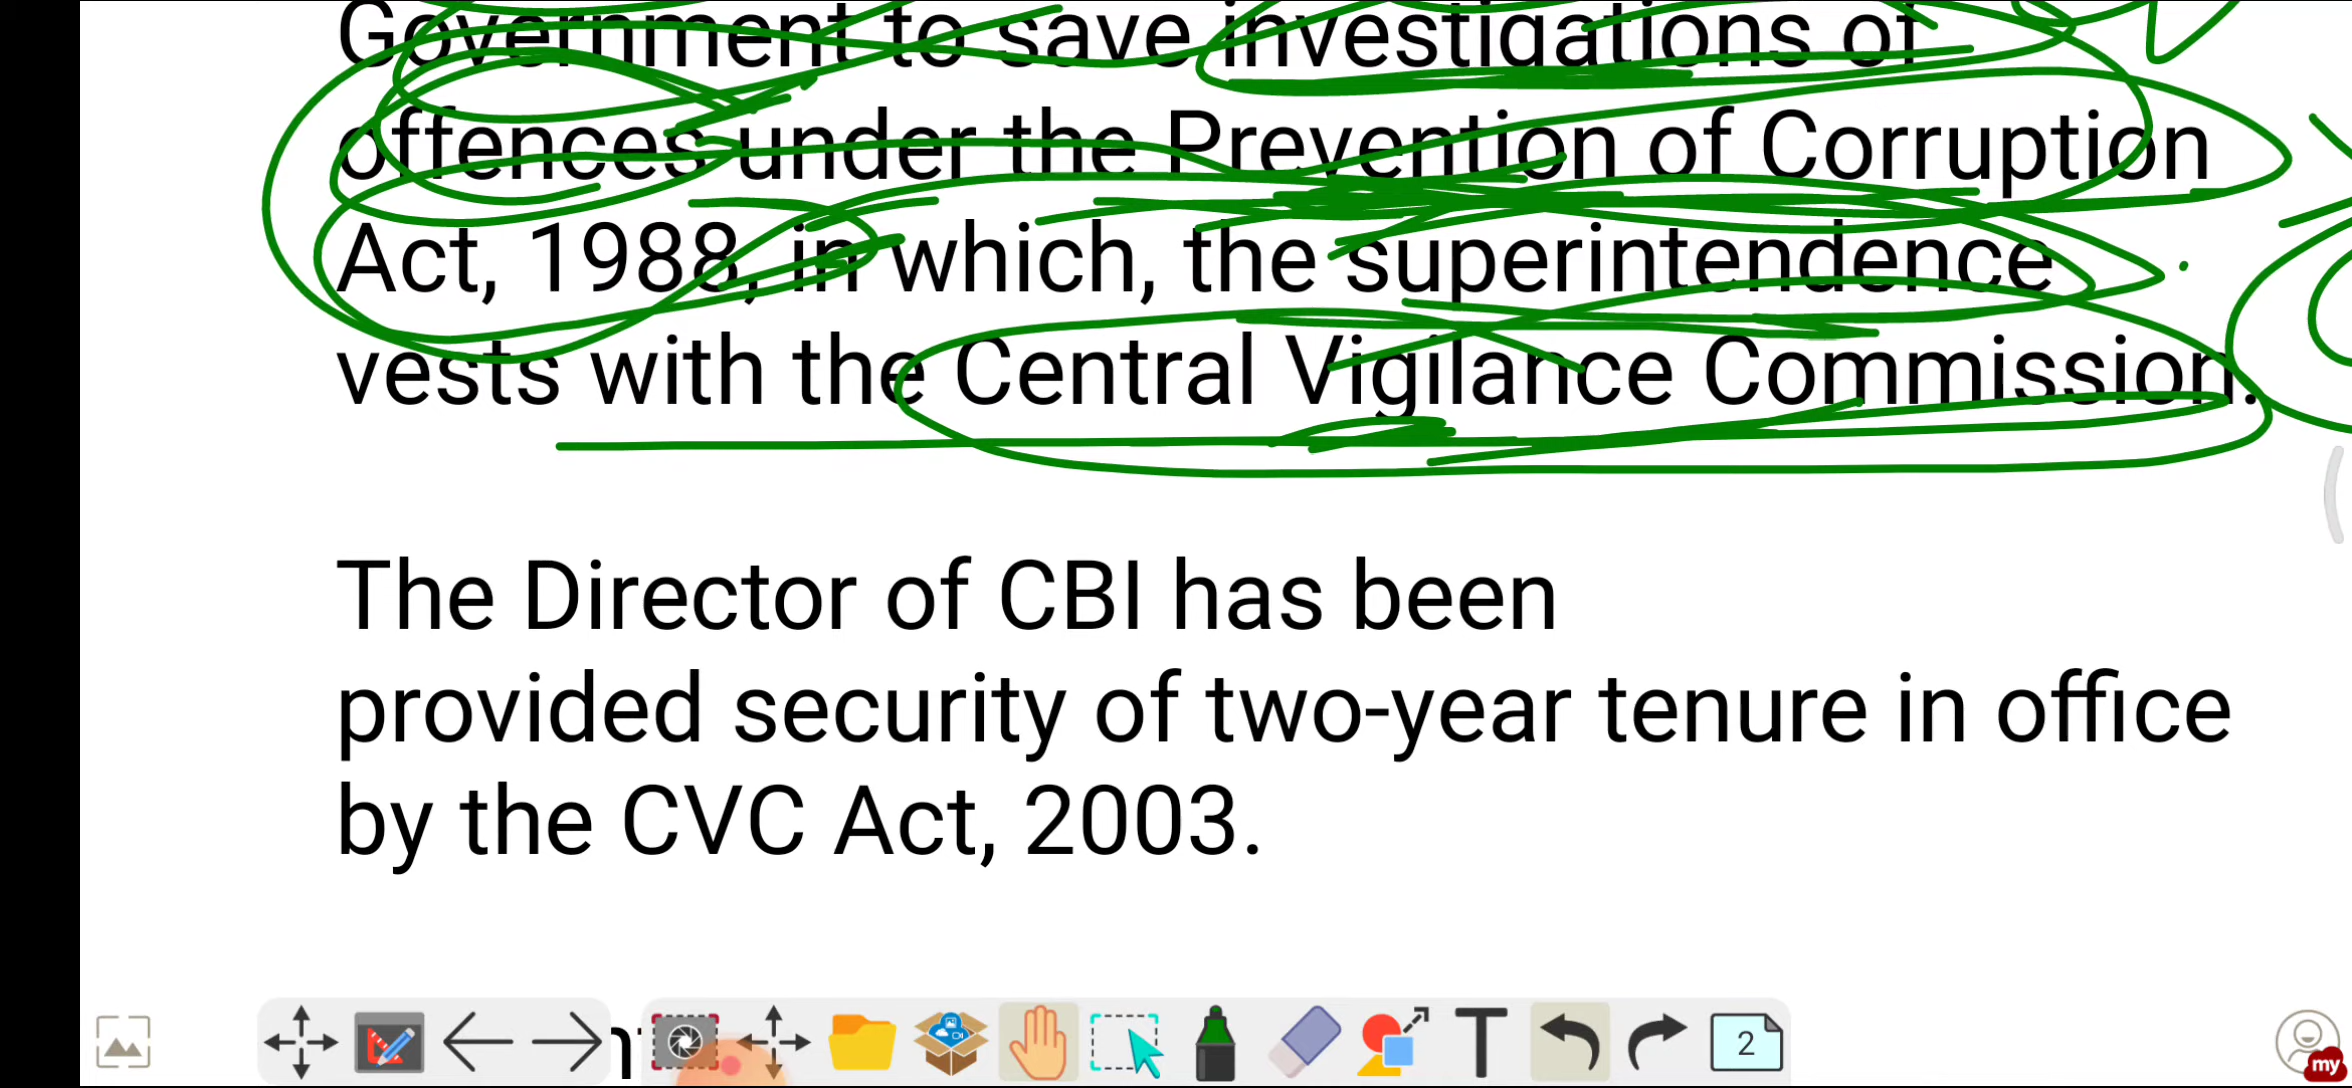 Government to save investigations of
offences under the Prevention of Corruption
Act, 1988, in which, the superintendence
vests with the Central Vigilance Commission.
The Director of CBI has been
provided security of two-year tenure in office
by the CVC Act, 2003.
T
2
my